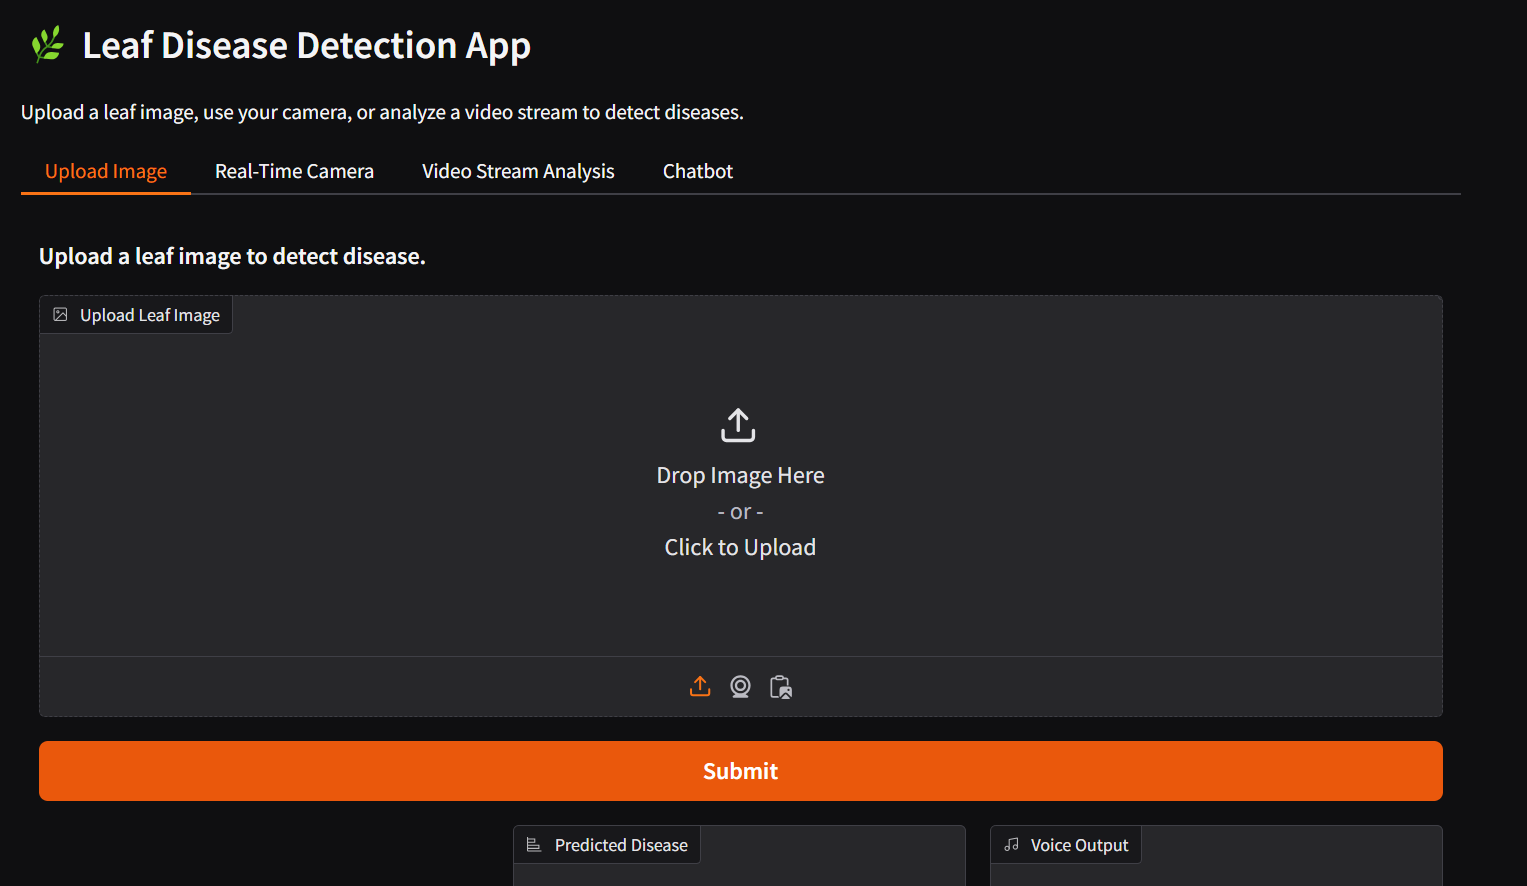 Leaf Disease Detection App
Upload a leaf image, use your camera, or analyze a video stream to detect diseases.
Upload Image
Real-Time Camera
Video Stream Analysis
Chatbot
Upload a leaf image to detect disease.
Upload Leaf Image
Drop Image Here
- or -
Click to Upload
Submit
Predicted Disease
Voice Output